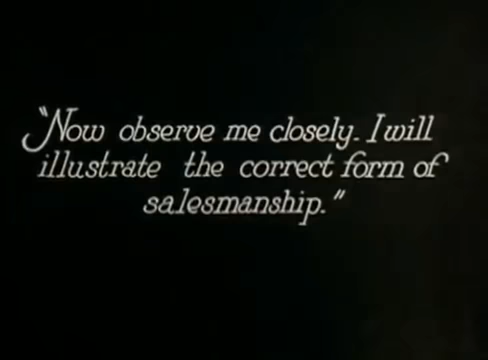 "Now observe me closely. I will
illustrate the correct form of
salesmanship."